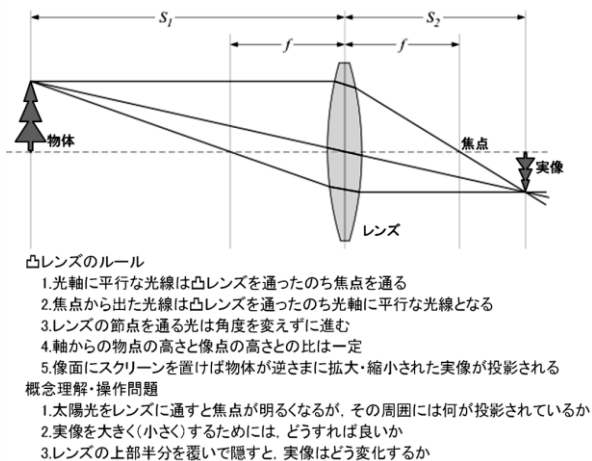 S1
S2
f
f
物体
焦点
実像
レンズ
凸レンズのルール
1.光軸に平行な光線は凸レンズを通ったのち焦点を通る
2.焦点から出た光線は凸レンズを通ったのち光軸に平行な光線となる
3.レンズの節点を通る光は角度を変えずに進む
4.軸からの物点の高さと像点の高さとの比は一定
5.像面にスクリーンを置けば物体が逆さまに拡大・縮小された実像が投影される
概念理解・操作問題
1.太陽光をレンズに通すと焦点が明るくなるが，その周囲には何が投影されているか
2.実像を大きく(小さく)するためには，どうすれば良いか
3.レンズの上部半分を覆いで隠すと，実像はどう変化するか